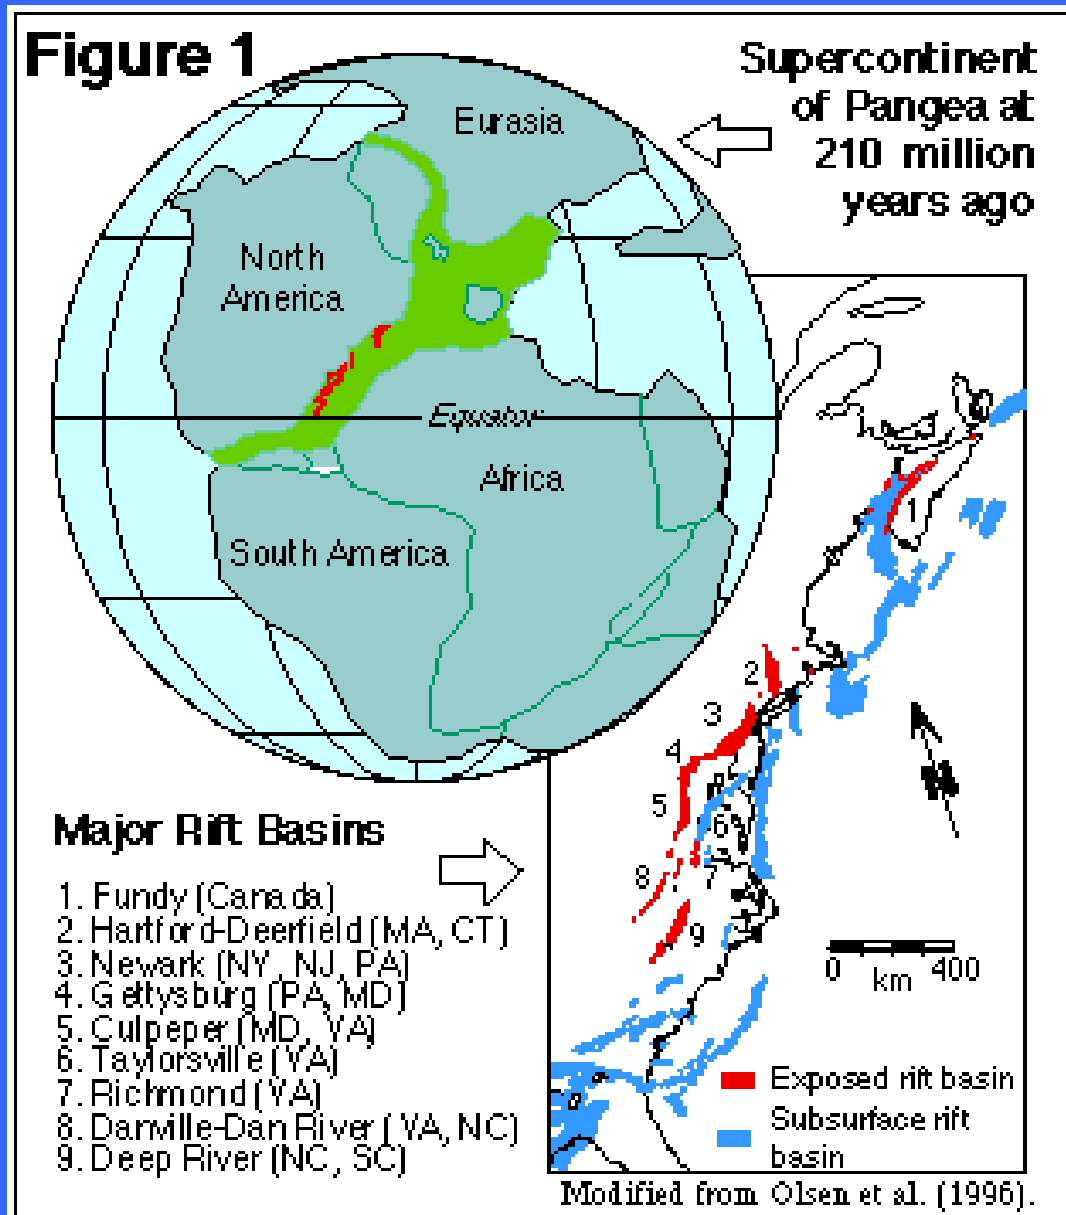 Figure 1
Supercontinent
of Pangea at
210 million
years ago
Eurasia
North
America
Equator
Africa
South America
Major Rift Basins
1. Fundy (Canada)
2. Hartford-Deerfield (MA, CT)
3. Newark (NY, NJ, PA)
4. Gettysburg (PA, MD)
5. Culpeper (MD, VA)
6. Taylorsville (VA)
7. Richmond (VA)
8. Danville-Dan River (VA, NC)
9. Deep River (NC, SC)
1
2
3
4
5
6
7
8
9
N
0 km 400
Exposed rift basin
Subsurface rift
basin
Modified from Olsen et al. (1996).